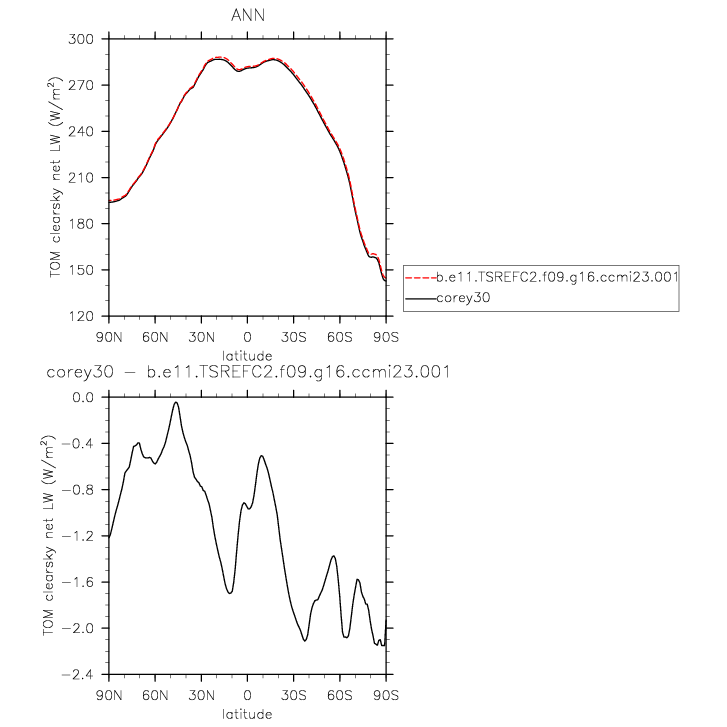 ANN
TOM clearsky net LW (W/m²)
300
270
240
210
180
150
120
90N 60N 30N 0 30S 60S 90S
latitude
b.e11.TSREFC2.f09.g16.ccmi23.001
corey30
corey30 − b.e11.TSREFC2.f09.g16.ccmi23.001
TOM clearsky net LW (W/m²)
0.0
−0.4
−0.8
−1.2
−1.6
−2.0
−2.4
90N 60N 30N 0 30S 60S 90S
latitude